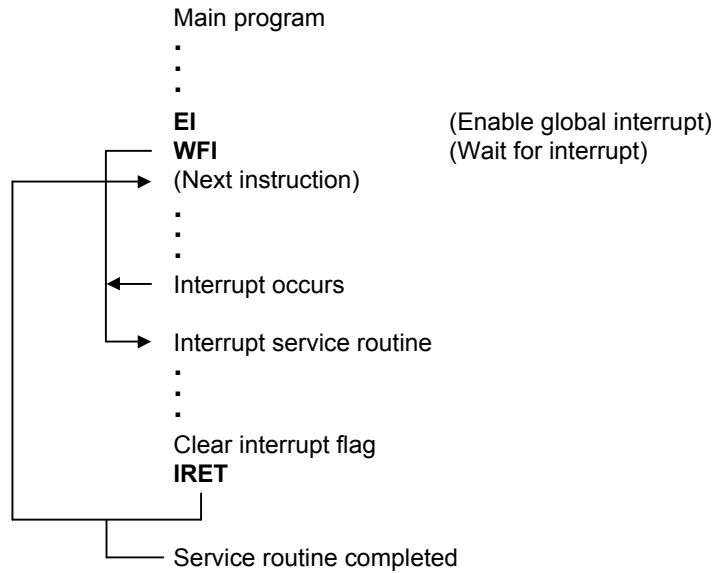 Main program
.
.
.
EI (Enable global interrupt)
WFI (Wait for interrupt)
(Next instruction)
.
.
.
Interrupt occurs
Interrupt service routine
.
.
.
Clear interrupt flag
IRET
Service routine completed